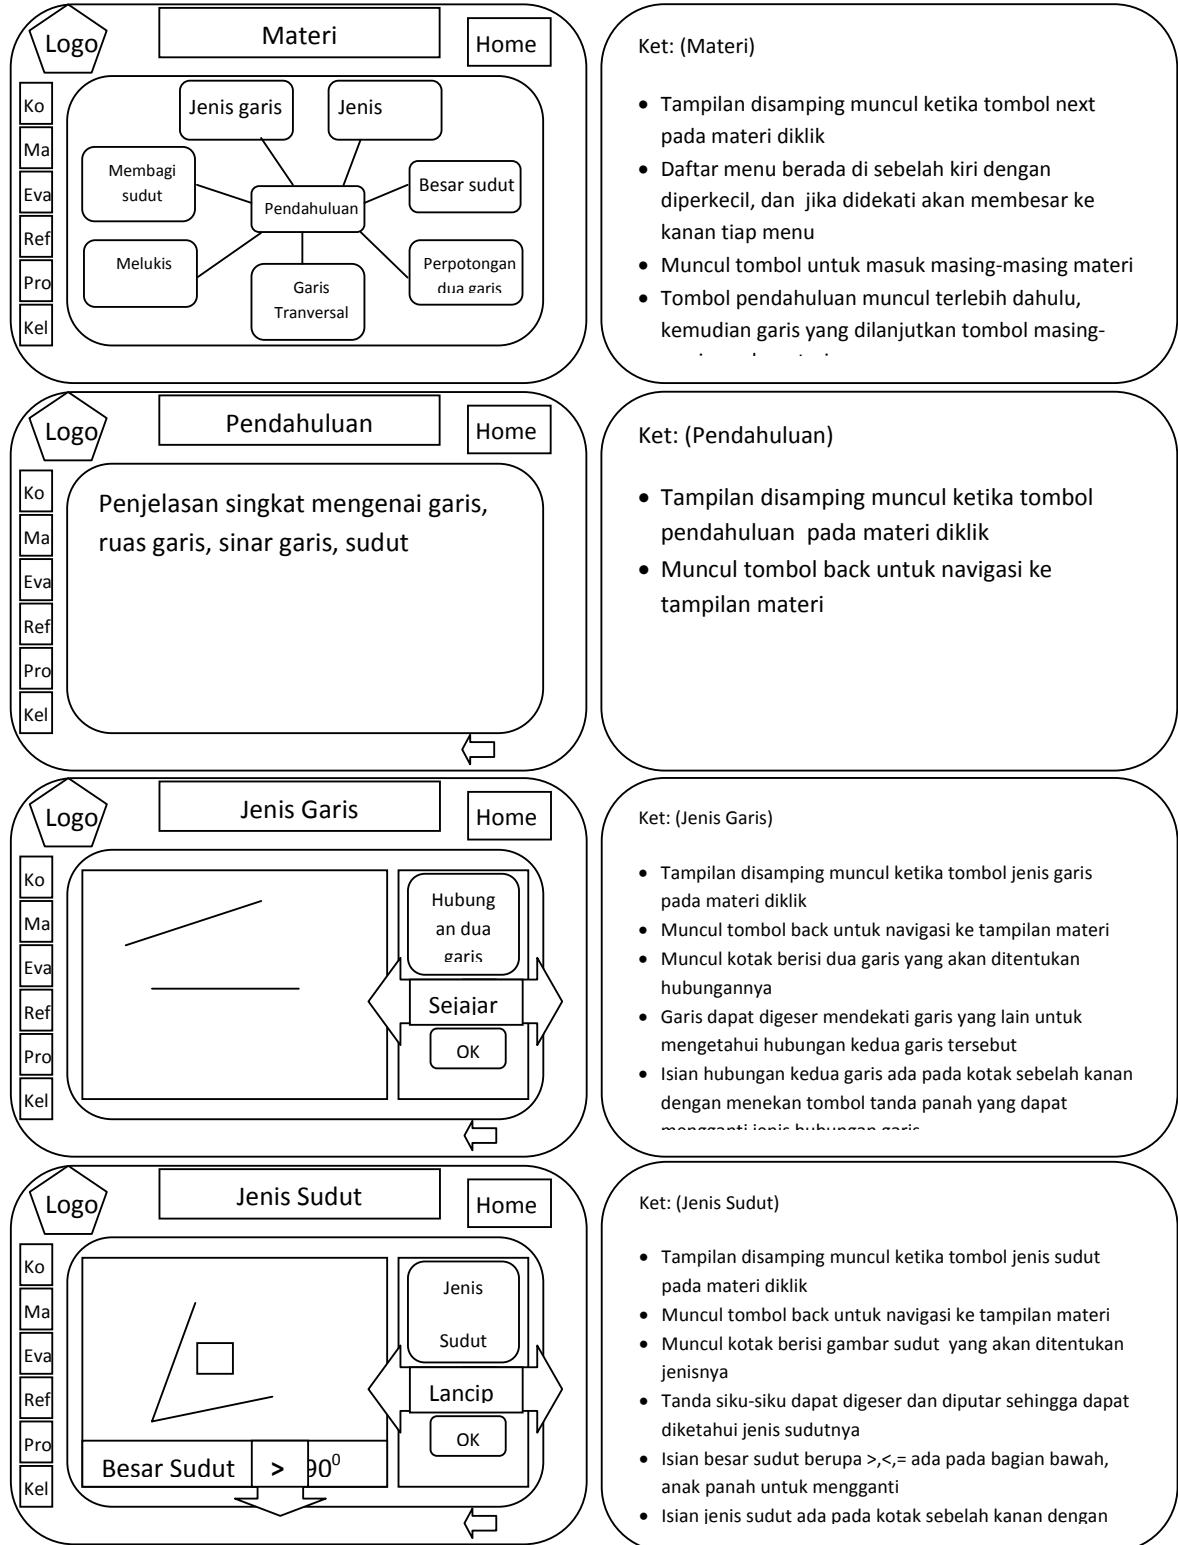 Logo
Materi
Home
Ko
Ma
Eva
Ref
Pro
Kel
Jenis garis
Jenis
Membagi
sudut
Besar sudut
Pendahuluan
Melukis
Garis
Tranversal
Perpotongan
dua garis
Ket: (Materi)
• Tampilan disamping muncul ketika tombol next
pada materi diklik
• Daftar menu berada di sebelah kiri dengan
diperkecil, dan jika didekati akan membesar ke
kanan tiap menu
• Muncul tombol untuk masuk masing-masing materi
• Tombol pendahuluan muncul terlebih dahulu,
kemudian garis yang dilanjutkan tombol masing-
Logo
Pendahuluan
Home
Ko
Ma
Eva
Ref
Pro
Kel
Penjelasan singkat mengenai garis,
ruas garis, sinar garis, sudut
Ket: (Pendahuluan)
• Tampilan disamping muncul ketika tombol
pendahuluan pada materi diklik
• Muncul tombol back untuk navigasi ke
tampilan materi
Logo
Jenis Garis
Home
Ko
Ma
Eva
Ref
Pro
Kel
Hubung
an dua
garis
Sejajar
OK
Ket: (Jenis Garis)
• Tampilan disamping muncul ketika tombol jenis garis
pada materi diklik
• Muncul tombol back untuk navigasi ke tampilan materi
• Muncul kotak berisi dua garis yang akan ditentukan
hubungannya
• Garis dapat digeser mendekati garis yang lain untuk
mengetahui hubungan kedua garis tersebut
• Isian hubungan kedua garis ada pada kotak sebelah kanan
dengan menekan tombol tanda panah yang dapat
mengganti jenis hubungan garis
Logo
Jenis Sudut
Home
Ko
Ma
Eva
Ref
Pro
Kel
Jenis
Sudut
Lancip
OK
Besar Sudut > 90⁰
Ket: (Jenis Sudut)
• Tampilan disamping muncul ketika tombol jenis sudut
pada materi diklik
• Muncul tombol back untuk navigasi ke tampilan materi
• Muncul kotak berisi gambar sudut yang akan ditentukan
jenisnya
• Tanda siku-siku dapat digeser dan diputar sehingga dapat
diketahui jenis sudutnya
• Isian besar sudut berupa >,<,= ada pada bagian bawah,
anak panah untuk mengganti
• Isian jenis sudut ada pada kotak sebelah kanan dengan